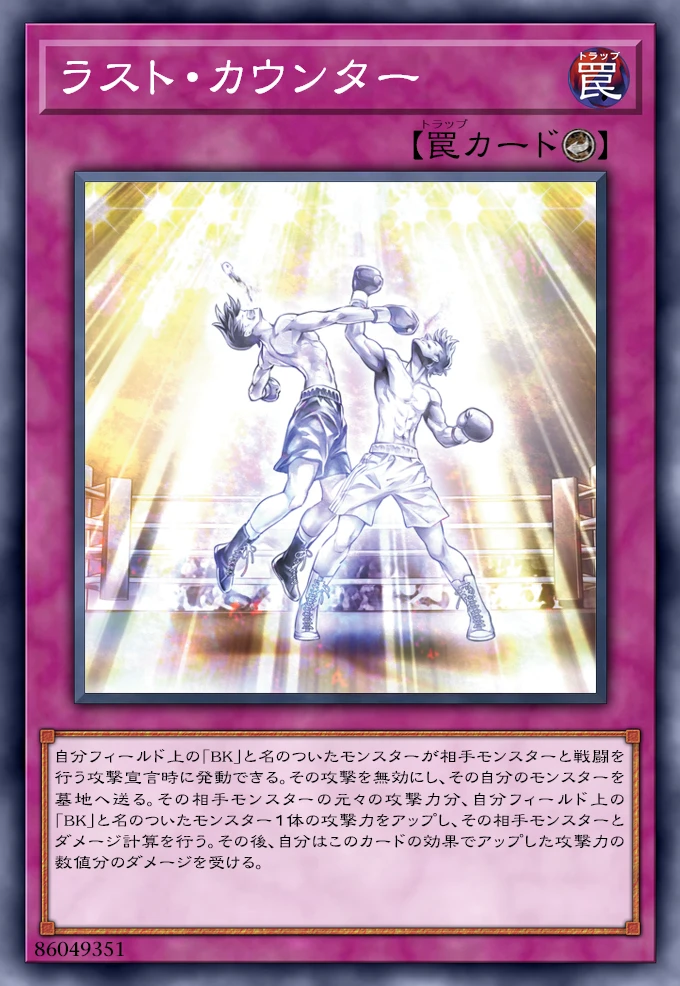 ラスト・カウンター
トラップ
罠
トラップ
【罠カード】
自分フィールド上の「BK」と名のついたモンスターが相手モンスターと戦闘を
行う攻撃宣言時に発動できる。その攻撃を無効にし、その自分のモンスターを
墓地へ送る。その相手モンスターの元々の攻撃力分、自分フィールド上の
「BK」と名のついたモンスター1体の攻撃力をアップし、その相手モンスターと
ダメージ計算を行う。その後、自分はこのカードの効果でアップした攻撃力の
数値分のダメージを受ける。
86049351